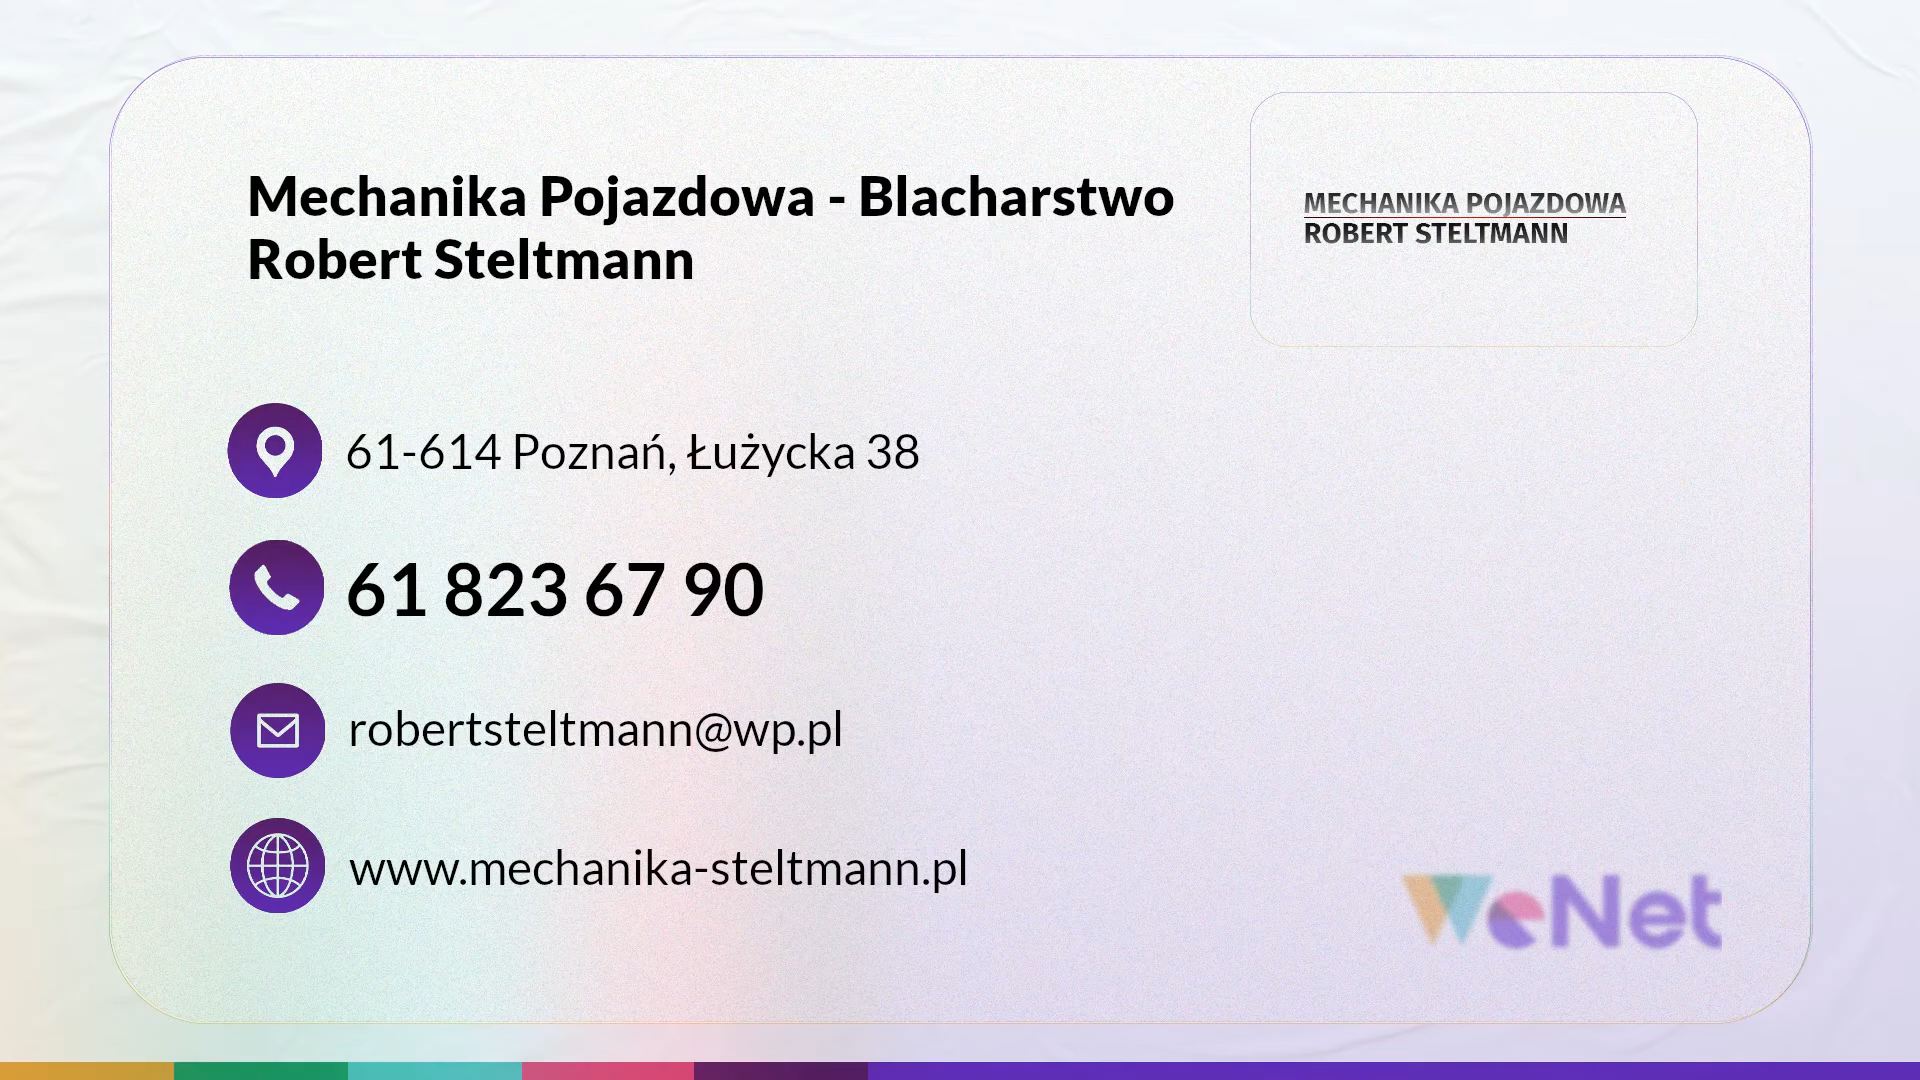 Mechanika Pojazdowa - Blacharstwo
Robert Steltmann
MECHANIKA POJAZDOWA
ROBERT STELTMANN
61-614 Poznań, Łużycka 38
61 823 67 90
robertsteltmann@wp.pl
www.mechanika-steltmann.pl
WeNet